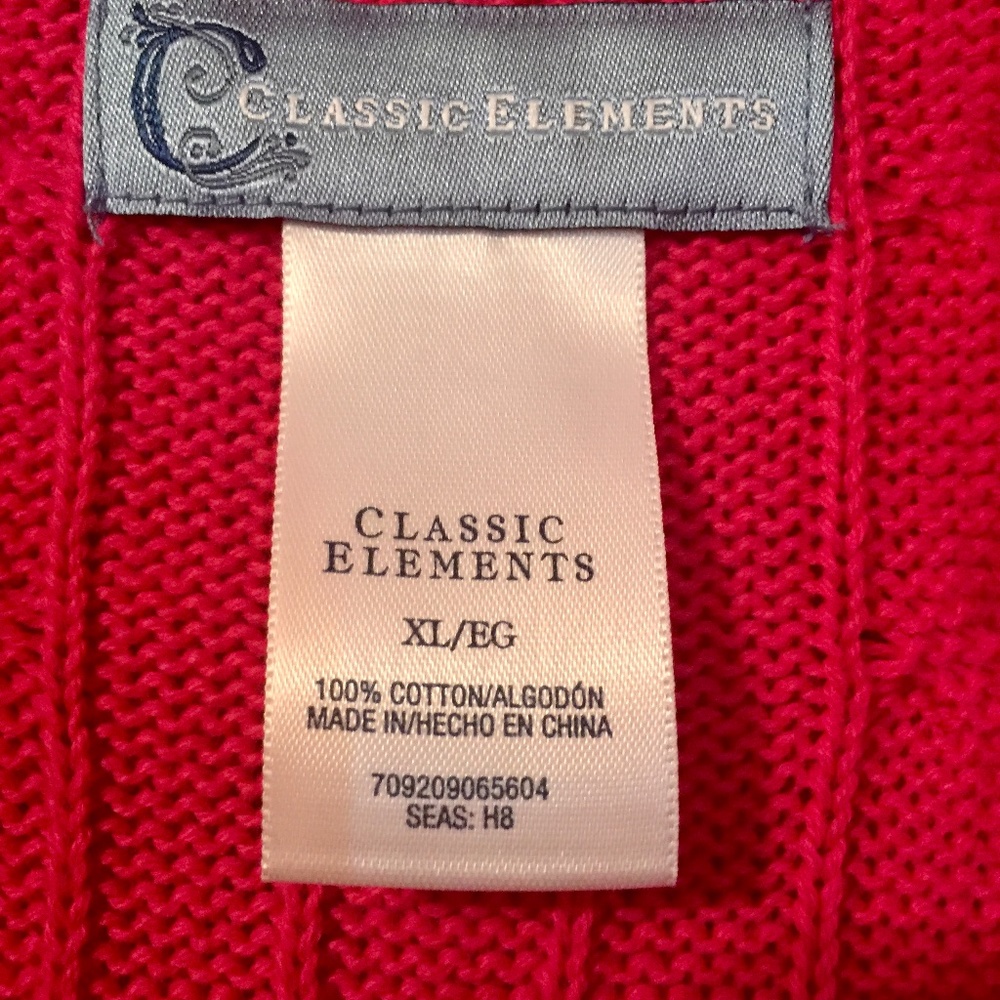 C CLASSIC ELEMENTS
CLASSIC
ELEMENTS
XL/EG
100% COTTON/ALGODÓN
MADE IN/HECHO EN CHINA
709209065604
SEAS: H8